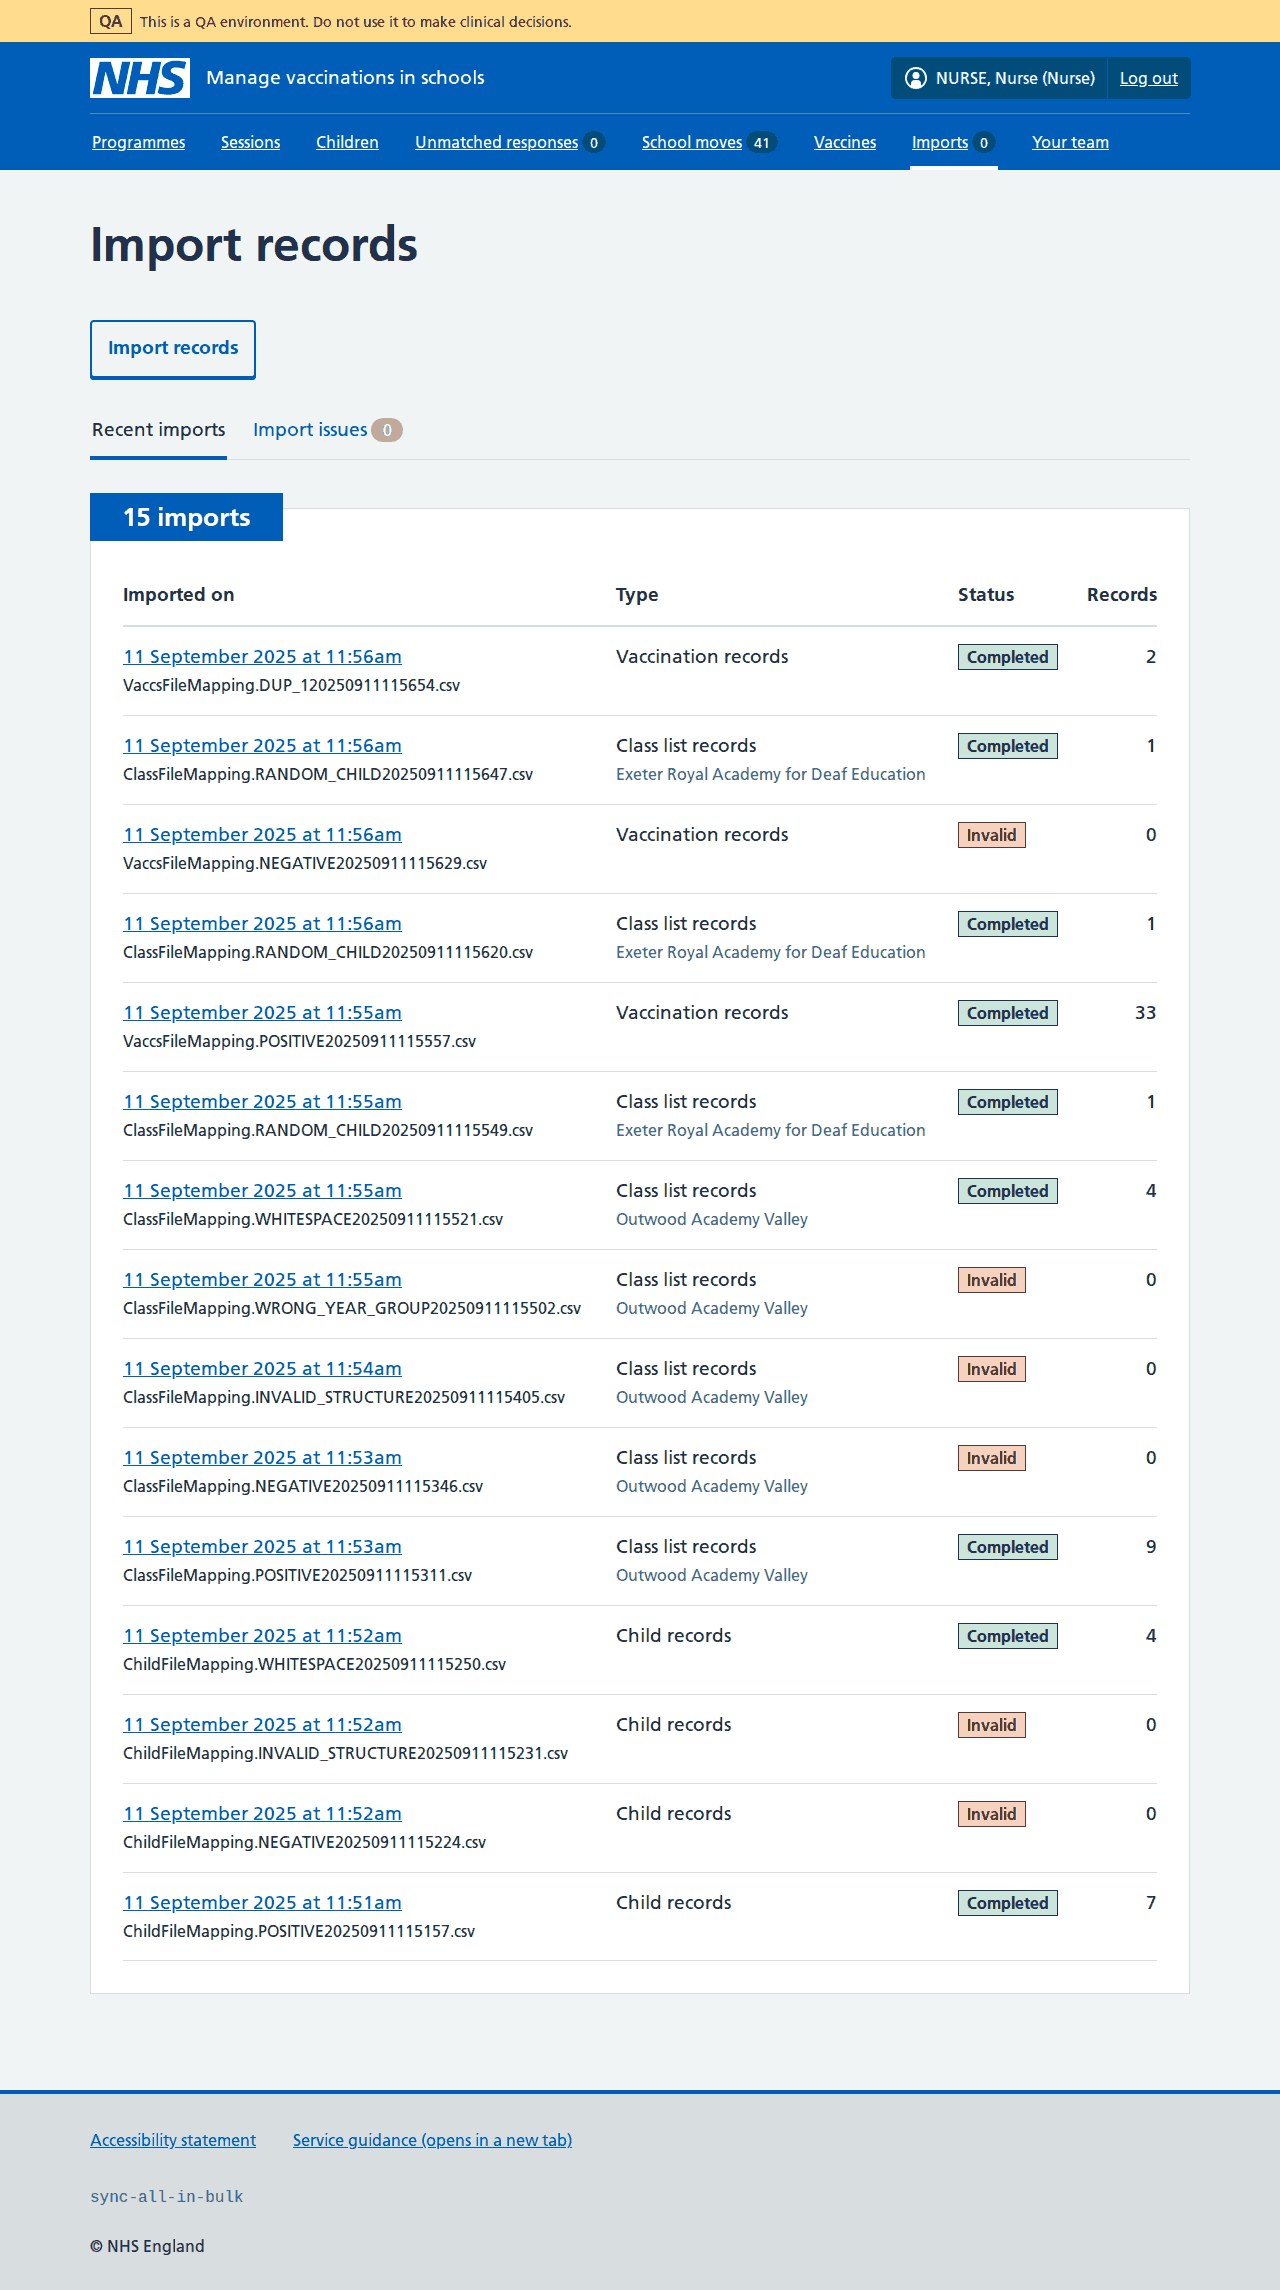 QA This is a QA environment. Do not use it to make clinical decisions.
NHS Manage vaccinations in schools NURSE, Nurse (Nurse) Log out
Programmes Sessions Children Unmatched responses 0 School moves 41 Vaccines Imports 0 Your team
Import records
Import records
Recent imports Import issues 0
15 imports
Imported on Type Status Records
11 September 2025 at 11:56am Vaccination records Completed 2
VaccsFileMapping.DUP_120250911115654.csv
11 September 2025 at 11:56am Class list records Completed 1
ClassFileMapping.RANDOM_CHILD20250911115647.csv Exeter Royal Academy for Deaf Education
11 September 2025 at 11:56am Vaccination records Invalid 0
VaccsFileMapping.NEGATIVE20250911115629.csv
11 September 2025 at 11:56am Class list records Completed 1
ClassFileMapping.RANDOM_CHILD20250911115620.csv Exeter Royal Academy for Deaf Education
11 September 2025 at 11:55am Vaccination records Completed 33
VaccsFileMapping.POSITIVE20250911115557.csv
11 September 2025 at 11:55am Class list records Completed 1
ClassFileMapping.RANDOM_CHILD20250911115549.csv Exeter Royal Academy for Deaf Education
11 September 2025 at 11:55am Class list records Completed 4
ClassFileMapping.WHITESPACE20250911115521.csv Outwood Academy Valley
11 September 2025 at 11:55am Class list records Invalid 0
ClassFileMapping.WRONG_YEAR_GROUP20250911115502.csv Outwood Academy Valley
11 September 2025 at 11:54am Class list records Invalid 0
ClassFileMapping.INVALID_STRUCTURE20250911115405.csv Outwood Academy Valley
11 September 2025 at 11:53am Class list records Invalid 0
ClassFileMapping.NEGATIVE20250911115346.csv Outwood Academy Valley
11 September 2025 at 11:53am Class list records Completed 9
ClassFileMapping.POSITIVE20250911115311.csv Outwood Academy Valley
11 September 2025 at 11:52am Child records Completed 4
ChildFileMapping.WHITESPACE20250911115250.csv
11 September 2025 at 11:52am Child records Invalid 0
ChildFileMapping.INVALID_STRUCTURE20250911115231.csv
11 September 2025 at 11:52am Child records Invalid 0
ChildFileMapping.NEGATIVE20250911115224.csv
11 September 2025 at 11:51am Child records Completed 7
ChildFileMapping.POSITIVE20250911115157.csv
Accessibility statement Service guidance (opens in a new tab)
sync-all-in-bulk
© NHS England